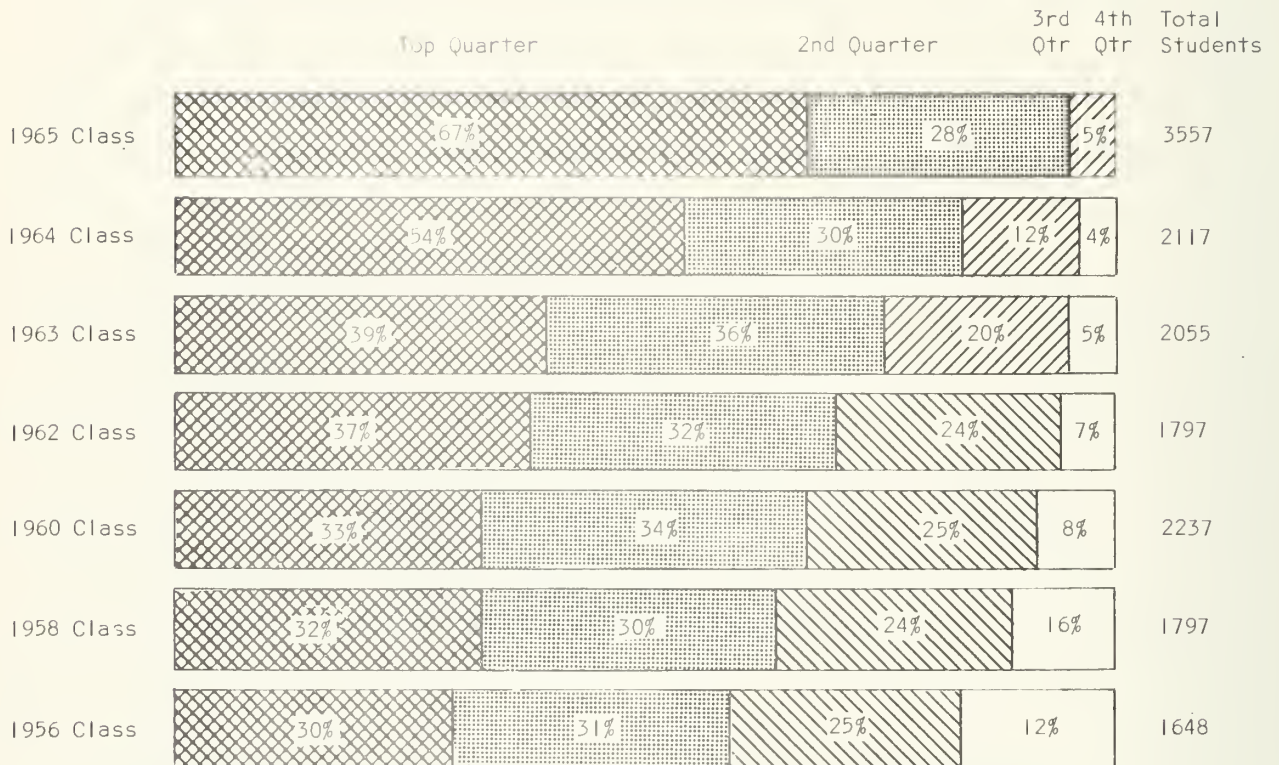 3rd 4th Total
Top Quarter 2nd Quarter Qtr Qtr Students
1965 Class 67% 28% 5% 3557
1964 Class 54% 30% 12% 4% 2117
1963 Class 39% 36% 20% 5% 2055
1962 Class 37% 32% 24% 7% 1797
1960 Class 33% 34% 25% 8% 2237
1958 Class 32% 30% 24% 16% 1797
1956 Class 30% 31% 25% 12% 1648